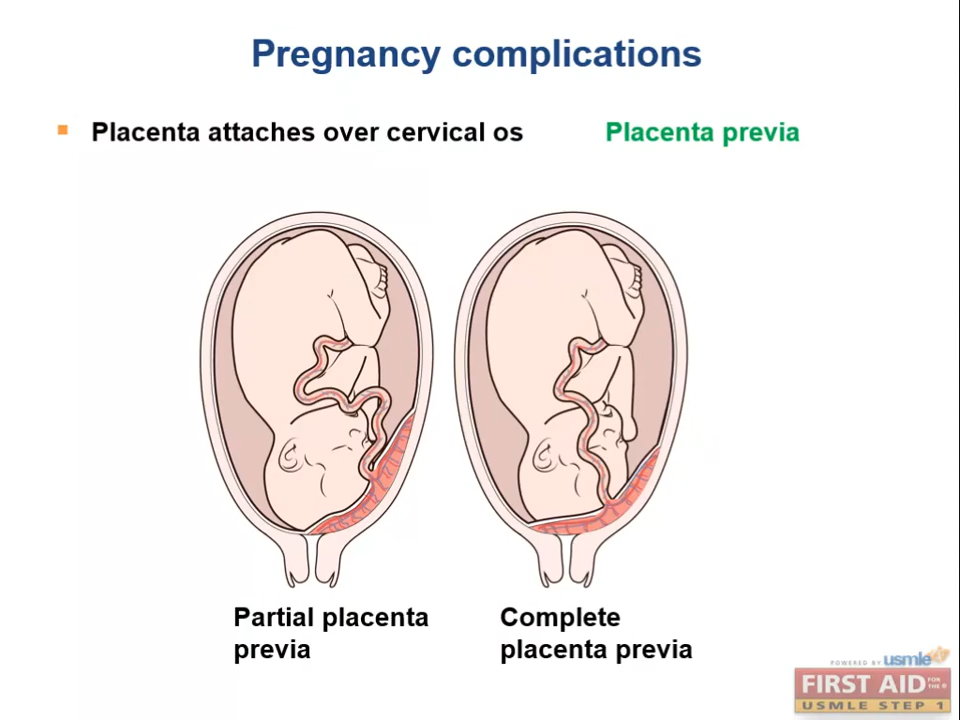 Pregnancy complications
Placenta attaches over cervical os Placenta previa
Partial placenta
previa
Complete
placenta previa
POWERED BY usmle
FIRST AID FOR THE®
USMLE STEP 1